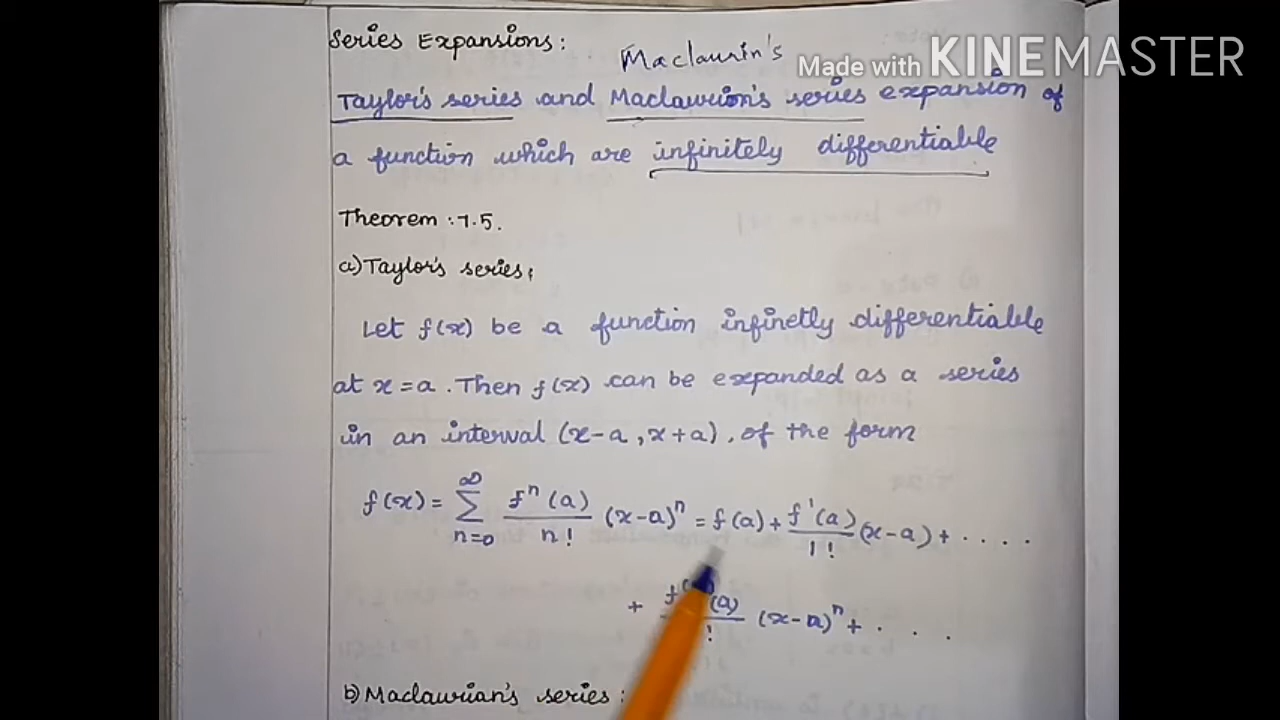 Series Expansions:
Maclaurin's
Made with KINEMASTER
Taylor's series and Maclawrion's series expansion of
a function which are infinitely differentiable
Theorem : 7.5.
a) Taylor's series:
Let f(x) be a function infinetly differentiable
at x = a . Then f(x) can be expanded as a series
in an interval (x-a , x+a) , of the form
f(x) = ∑ n=0 ∞ fⁿ(a)/n! (x-a)ⁿ = f(a) + f'(a)/1! (x-a) + . . . .
+ (a)/! (x-a)ⁿ + . . .
b) Maclawrian's series: